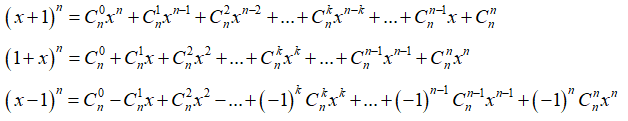 (x+1)^n = C_n^0 x^n + C_n^1 x^{n-1} + C_n^2 x^{n-2} + ... + C_n^k x^{n-k} + ... + C_n^{n-1} x + C_n^n
(1+x)^n = C_n^0 + C_n^1 x + C_n^2 x^2 + ... + C_n^k x^k + ... + C_n^{n-1} x^{n-1} + C_n^n x^n
(x-1)^n = C_n^0 - C_n^1 x + C_n^2 x^2 - ... + (-1)^k C_n^k x^k + ... + (-1)^{n-1} C_n^{n-1} x^{n-1} + (-1)^n C_n^n x^n